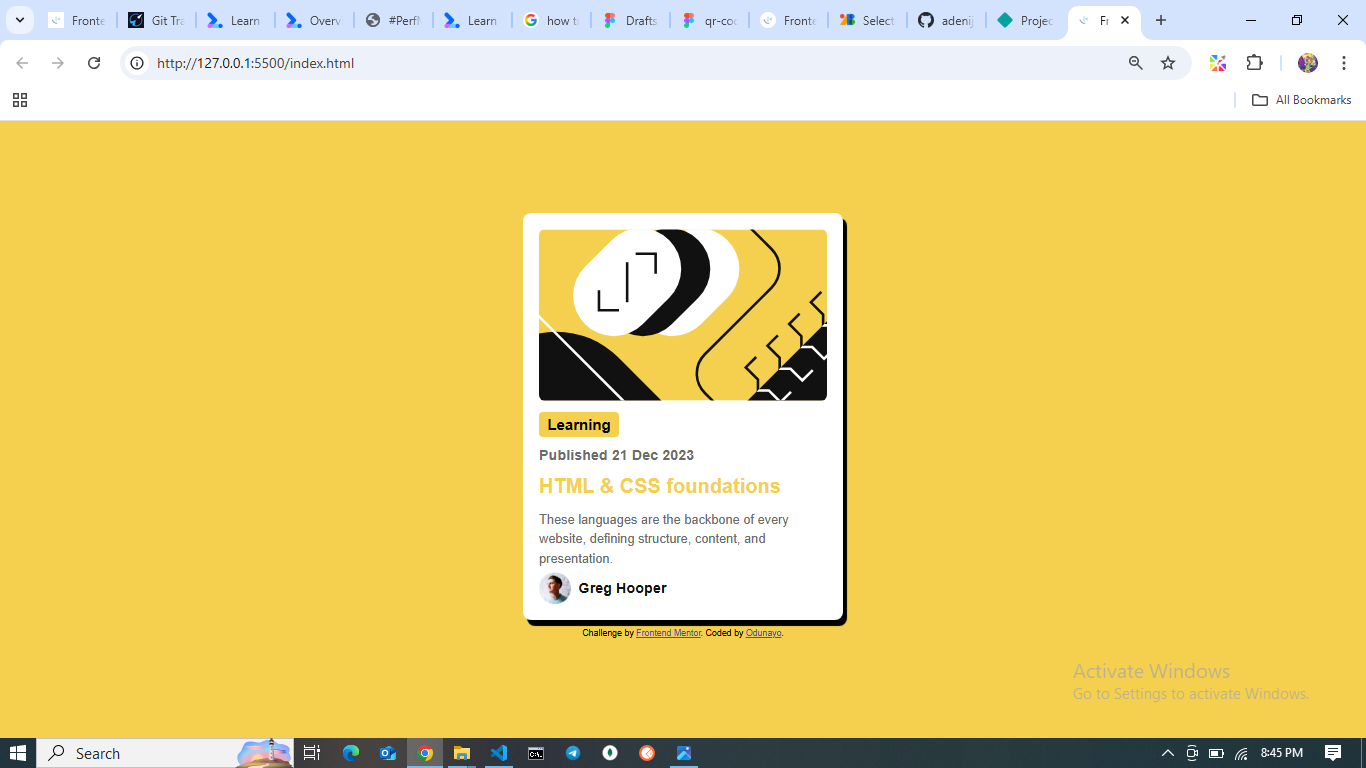 Fronte
Git Tra
Learn
Overv
#Perfl
Learn
how to
Drafts
qr-coc
Fronte
Select
adenij
Projec
Fr
http://127.0.0.1:5500/index.html
All Bookmarks
Learning
Published 21 Dec 2023
HTML & CSS foundations
These languages are the backbone of every
website, defining structure, content, and
presentation.
Greg Hooper
Challenge by Frontend Mentor. Coded by Odunayo.
Activate Windows
Go to Settings to activate Windows.
Search
8:45 PM